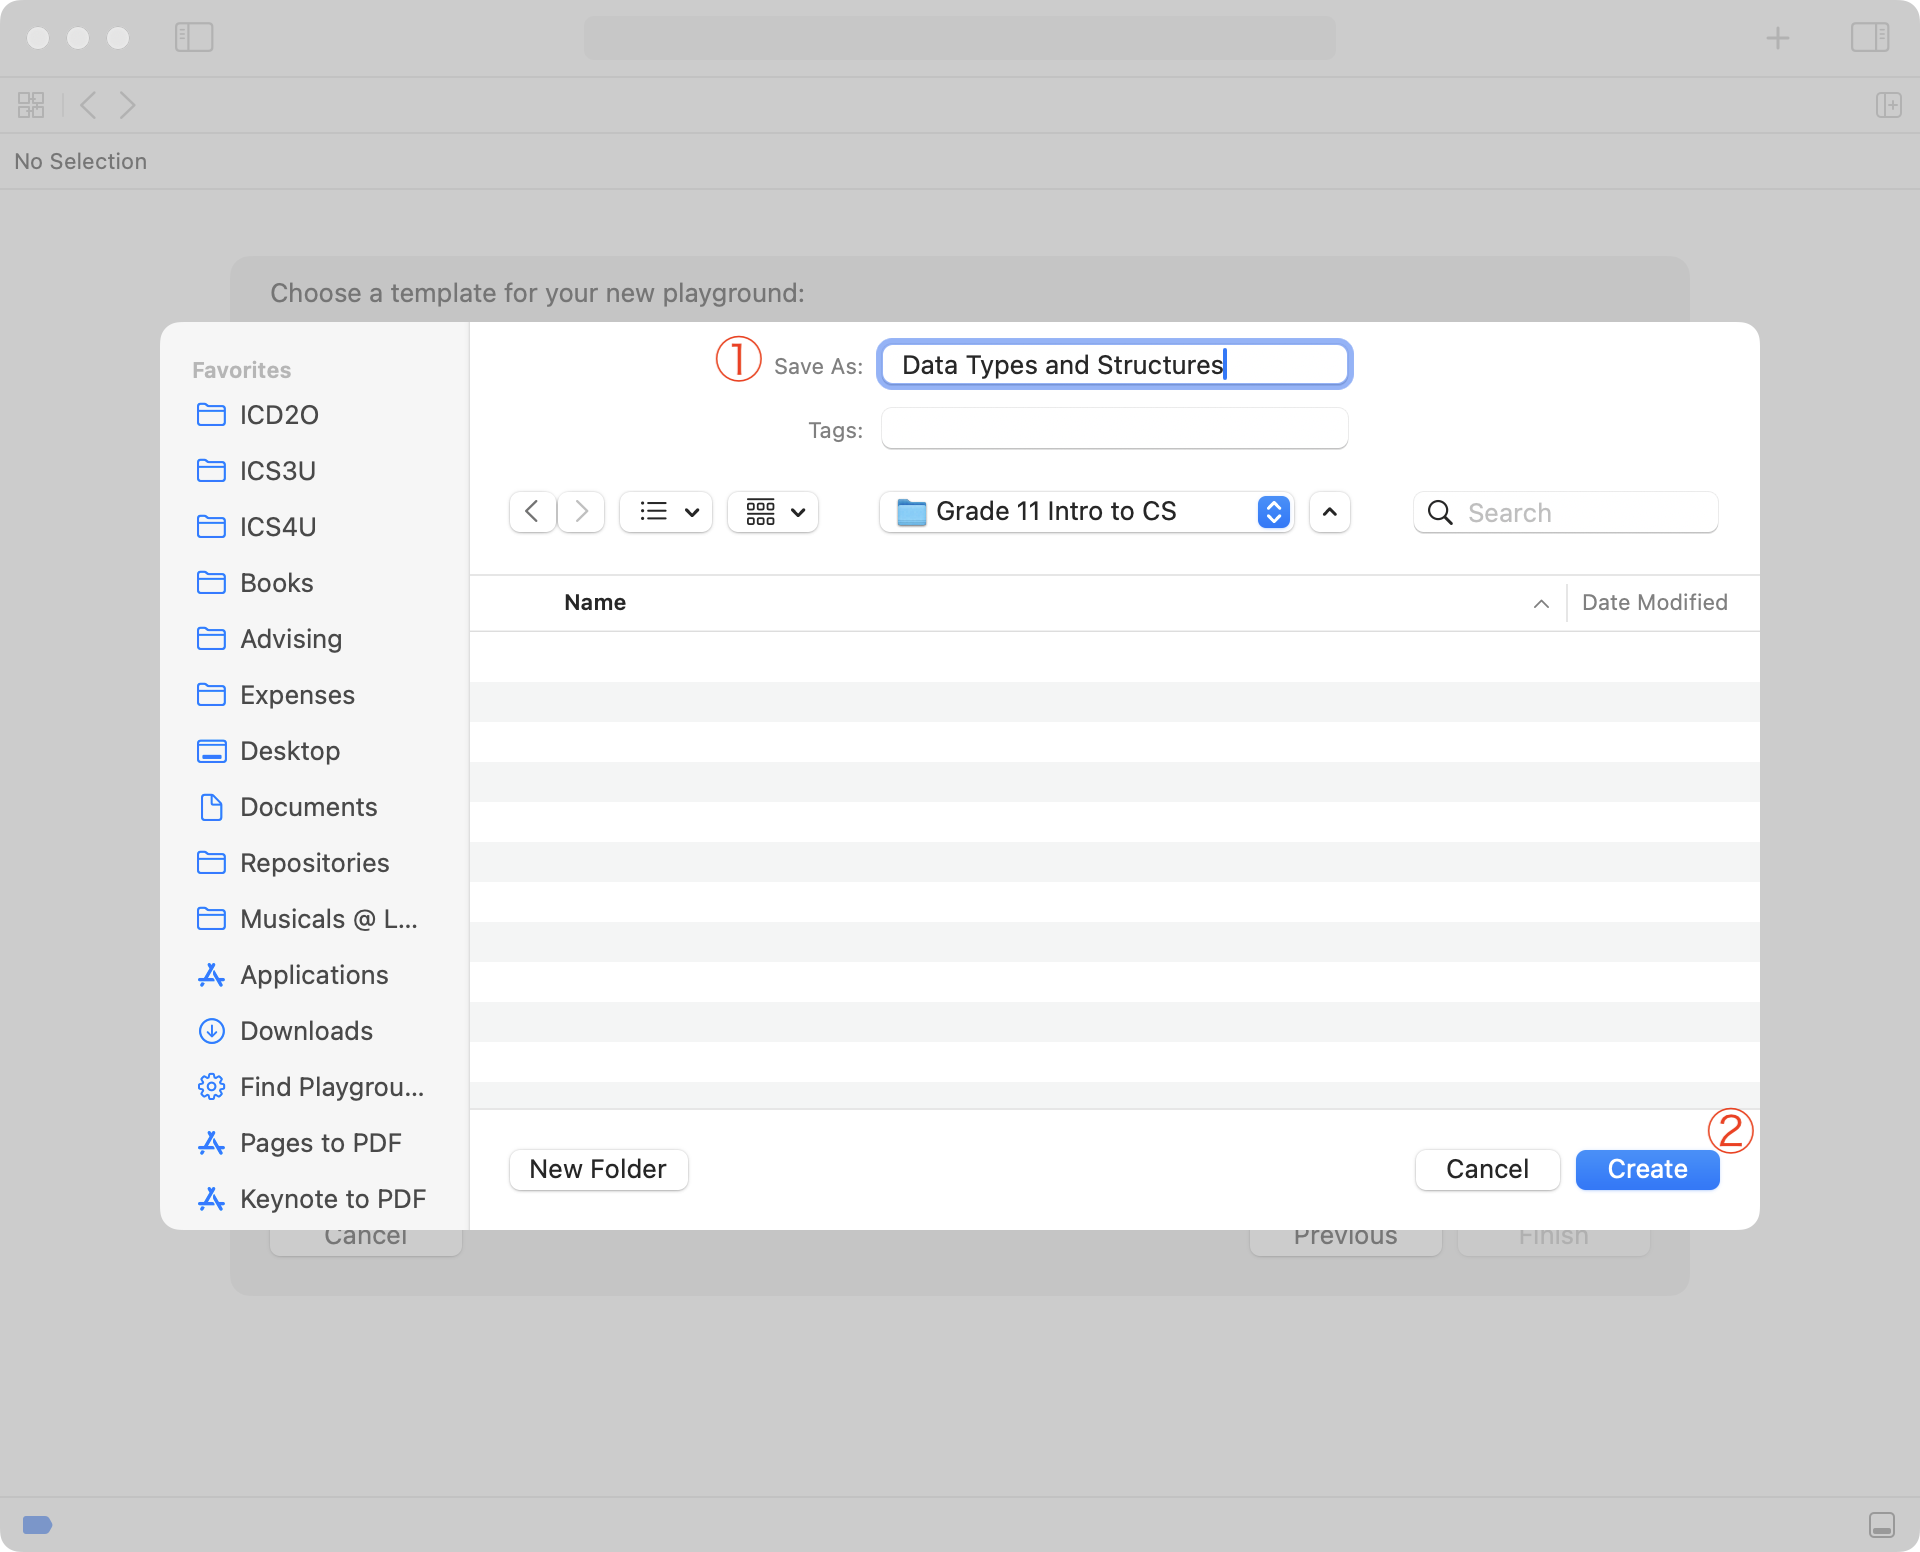 No Selection
Choose a template for your new playground:
Favorites
ICD2O
ICS3U
ICS4U
Books
Advising
Expenses
Desktop
Documents
Repositories
Musicals @ L...
Applications
Downloads
Find Playgrou...
Pages to PDF
Keynote to PDF
① Save As: Data Types and Structures
Tags:
Grade 11 Intro to CS
Search
Name
Date Modified
②
New Folder
Cancel
Create
Cancel
Previous
Finish